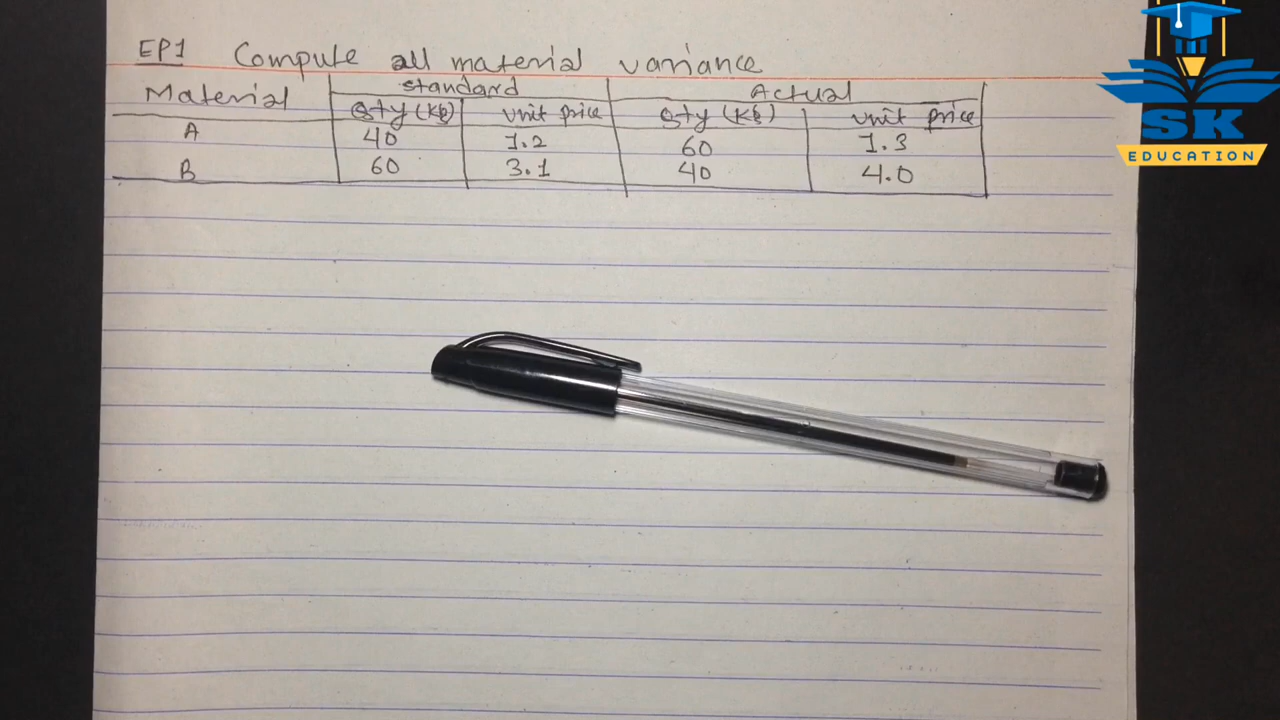 EP1 Compute all material variance
Material standard Actual
Qty (Kg) unit price Qty (Kg) unit price
A 40 1.2 60 1.3
B 60 3.1 40 4.0
SK
EDUCATION